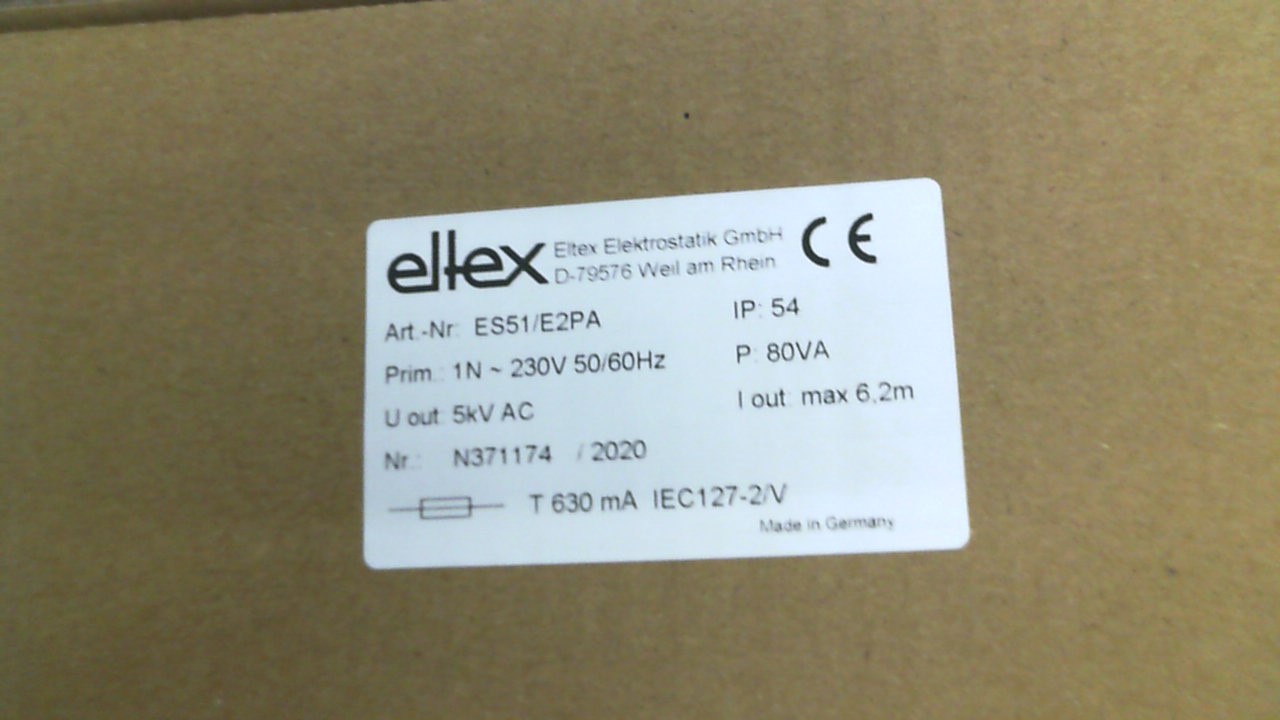 eltex Eltex Elektrostatik GmbH CE
D-79576 Weil am Rhein
Art.-Nr: ES51/E2PA IP: 54
Prim.: 1N ~ 230V 50/60Hz P: 80VA
U out: 5kV AC I out: max 6,2m
Nr.: N371174 / 2020
T 630 mA IEC127-2/V
Made in Germany